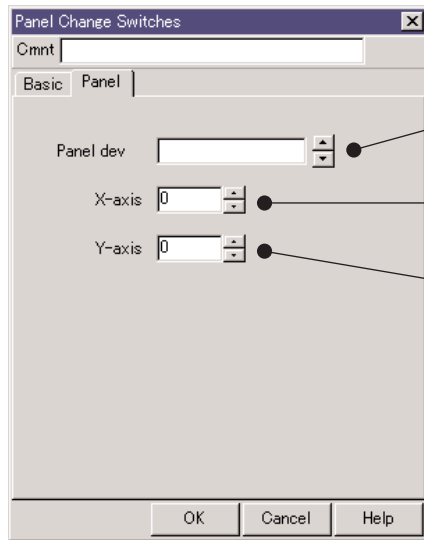 Panel Change Switches
Cmnt
Basic Panel
Panel dev
X-axis 0
Y-axis 0
OK Cancel Help